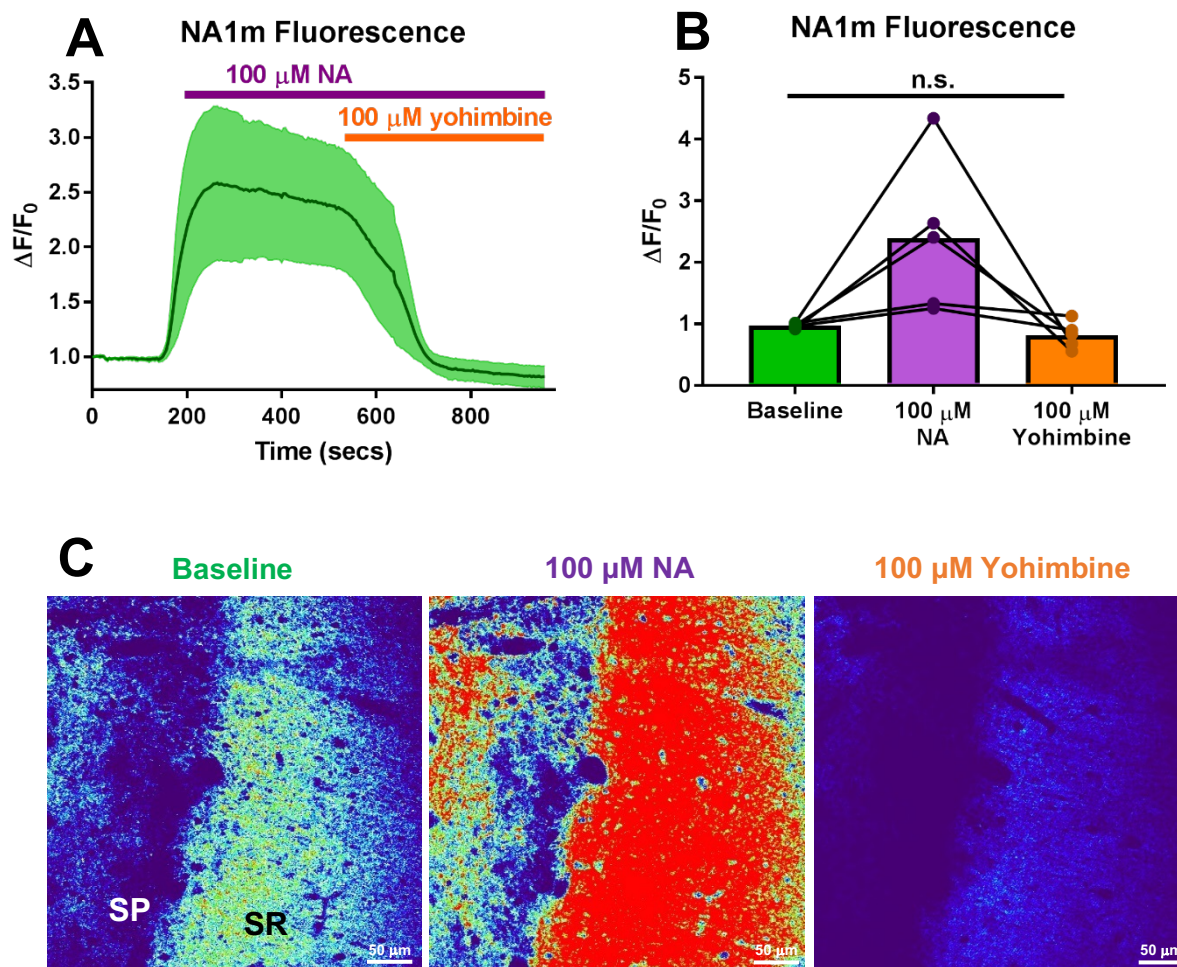 A
NA1m Fluorescence
100 μM NA
100 μM yohimbine
ΔF/F0
3.5
3.0
2.5
2.0
1.5
1.0
0
200
400
600
800
Time (secs)
B
NA1m Fluorescence
n.s.
ΔF/F0
5
4
3
2
1
0
Baseline
100 μM
NA
100 μM
Yohimbine
C
Baseline
100 μM NA
100 μM Yohimbine
SP
SR
50 μm
50 μm
50 μm